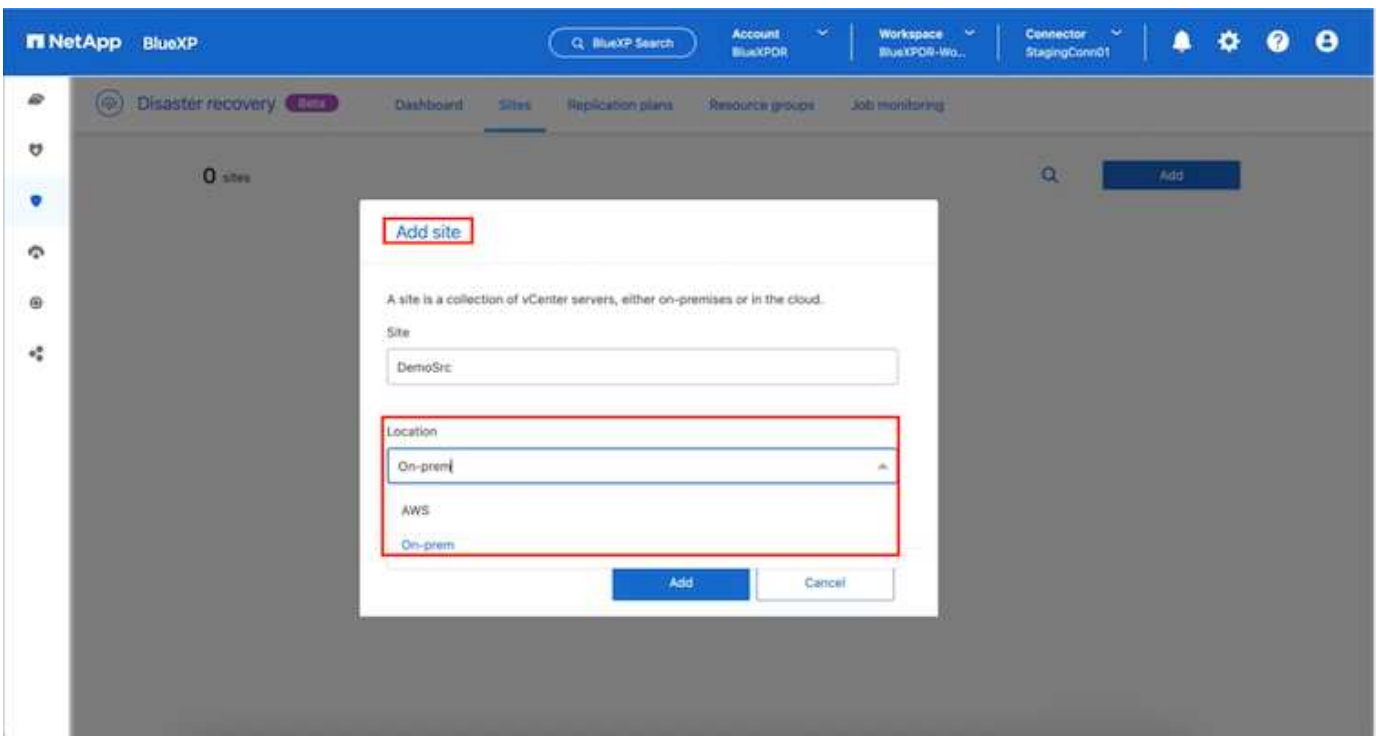 NetApp BlueXP
BlueXP Search
Account
BlueXPDR
Workspace
BlueXPDR-Wo...
Connector
StagingConn01
Disaster recovery Beta Dashboard Sites Replication plans Resource groups Job monitoring
0 sites
Add
Add site
A site is a collection of vCenter servers, either on-premises or in the cloud.
Site
DemoSrc
Location
On-prem
AWS
On-prem
Add Cancel